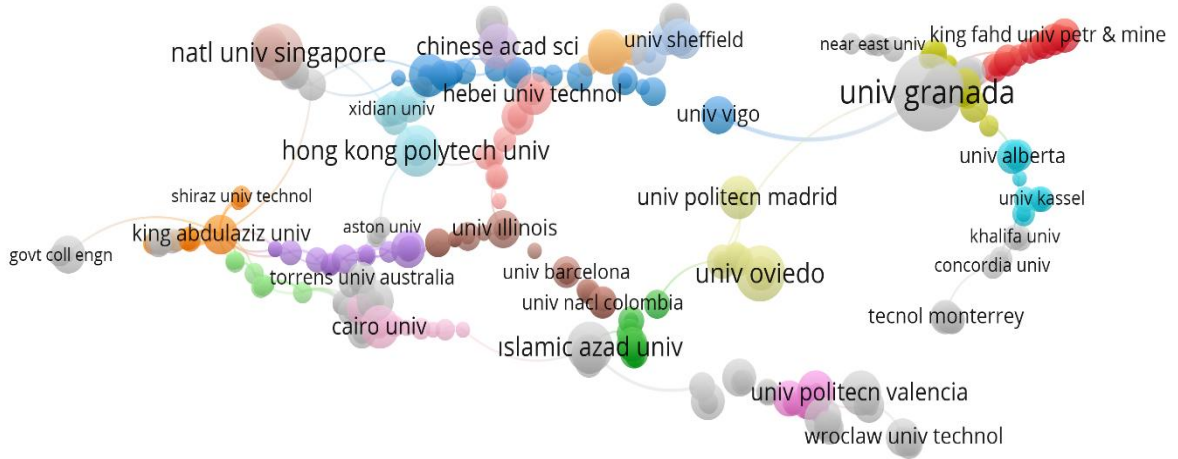 natl univ singapore
chinese acad sci
univ sheffield
near east univ
king fahd univ petr & mine
hebei univ technol
univ granada
xidian univ
univ vigo
hong kong polytech univ
univ alberta
shiraz univ technol
univ politecn madrid
univ kassel
king abdulaziz univ
aston univ
univ ıllinois
khalifa univ
govt coll engn
torrens univ australia
univ barcelona
univ oviedo
concordia univ
univ nacl colombia
cairo univ
ıslamic azad univ
tecnol monterrey
univ politecn valencia
wroclaw univ technol